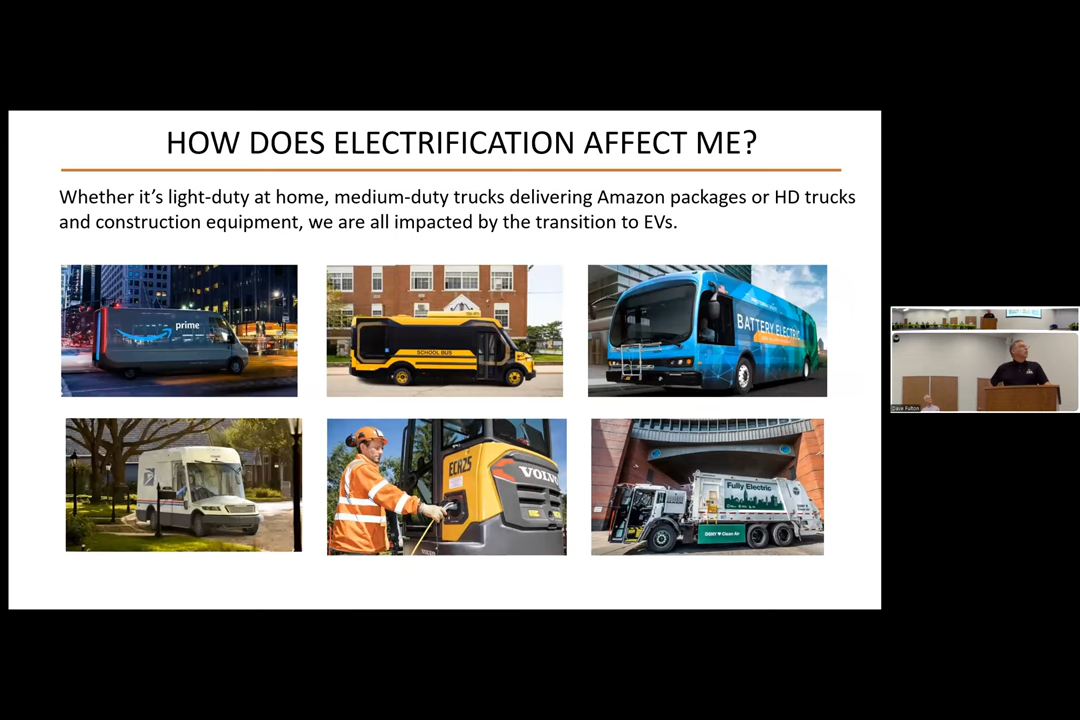 HOW DOES ELECTRIFICATION AFFECT ME?
Whether it's light-duty at home, medium-duty trucks delivering Amazon packages or HD trucks
and construction equipment, we are all impacted by the transition to EVs.
prime
SCHOOL BUS
BATTERY ELECTRIC
ECR25
VOLVO
Fully Electric
DSNY ♥ Clean Air
Dave Fulton